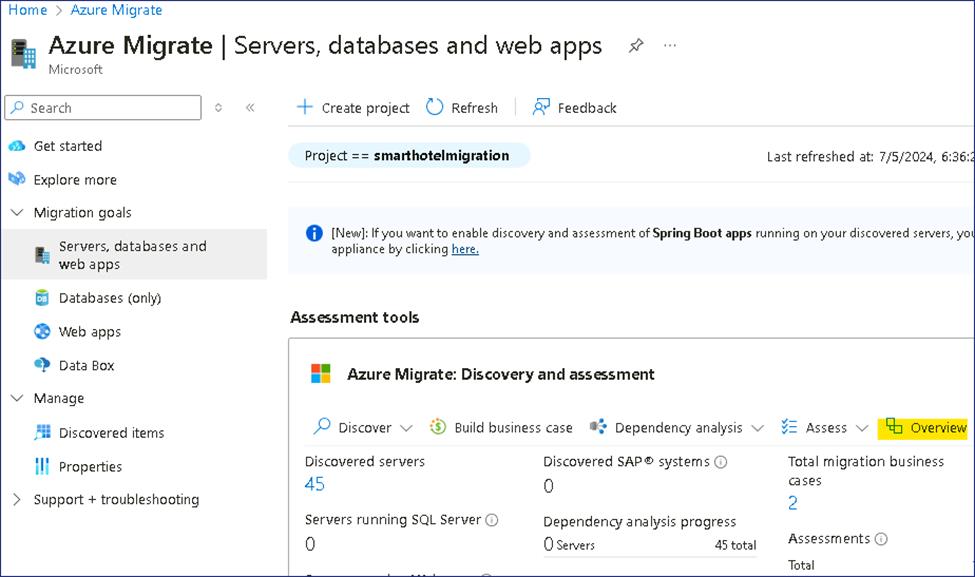 Home > Azure Migrate
Azure Migrate | Servers, databases and web apps
Microsoft
Search
Create project
Refresh
Feedback
Get started
Explore more
Migration goals
Servers, databases and
web apps
Databases (only)
Web apps
Data Box
Manage
Discovered items
Properties
Support + troubleshooting
Project == smarthotelmigration
Last refreshed at: 7/5/2024, 6:36:2
[New]: If you want to enable discovery and assessment of Spring Boot apps running on your discovered servers, you
appliance by clicking here.
Assessment tools
Azure Migrate: Discovery and assessment
Discover
Build business case
Dependency analysis
Assess
Overview
Discovered servers
45
Servers running SQL Server
0
Discovered SAP® systems
0
Dependency analysis progress
0 Servers
45 total
Total migration business
cases
2
Assessments
Total